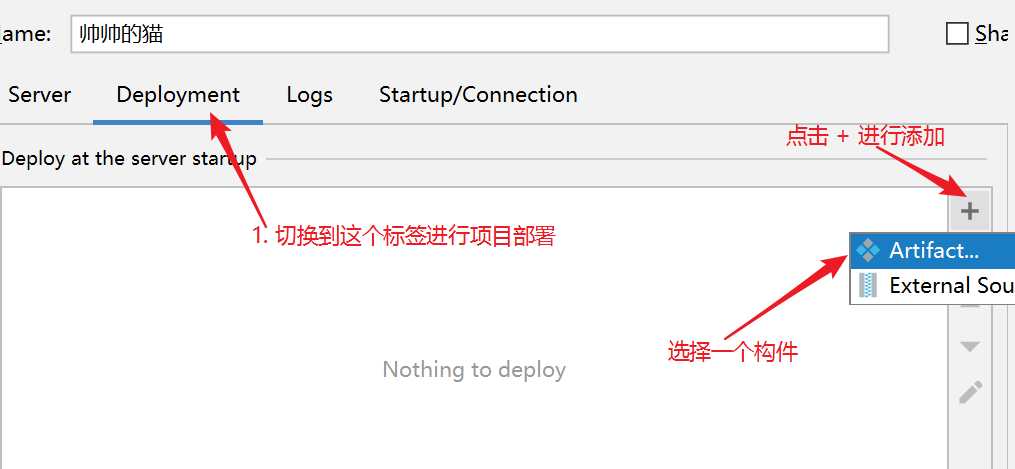 ame: 帅帅的猫 Sha
Server Deployment Logs Startup/Connection
点击 + 进行添加
Deploy at the server startup
1. 切换到这个标签进行项目部署
Artifact...
External Sou
选择一个构件
Nothing to deploy